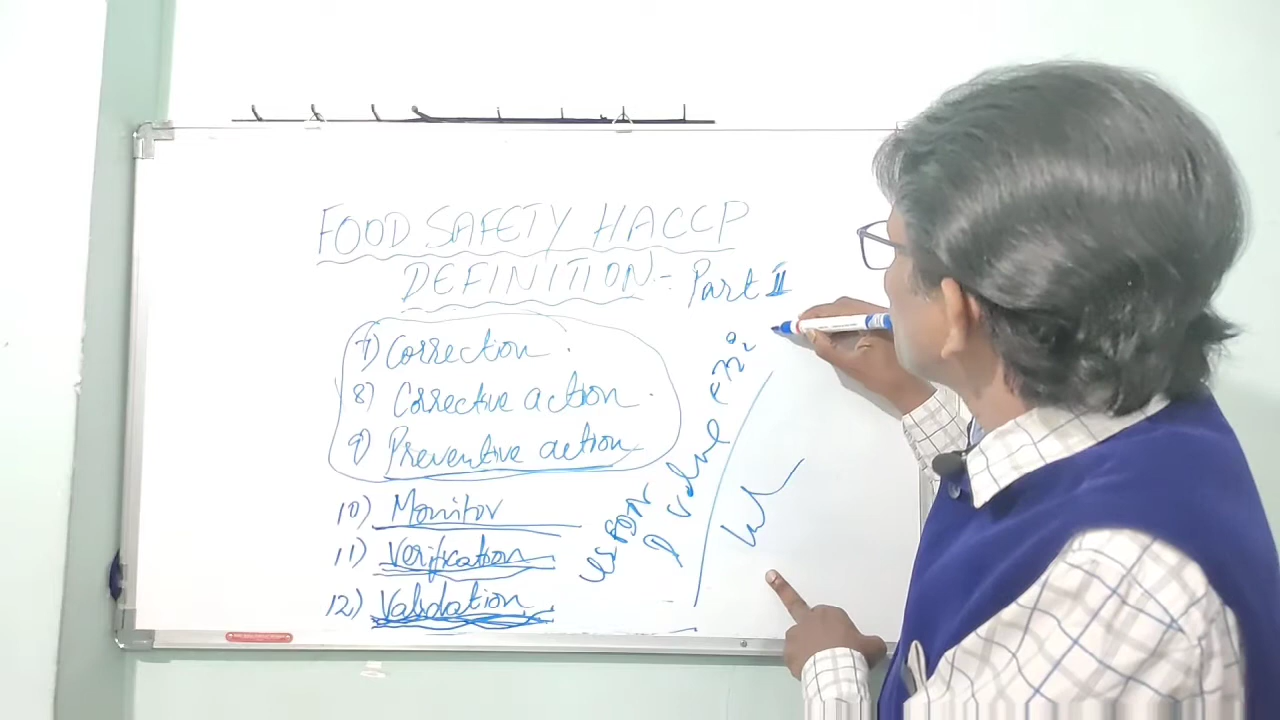 FOOD SAFETY HACCP
DEFINITION:- Part II
7) Correction.
8) Corrective action.
9) Preventive action
10) Monitor
11) Verification
12) Validation
D value